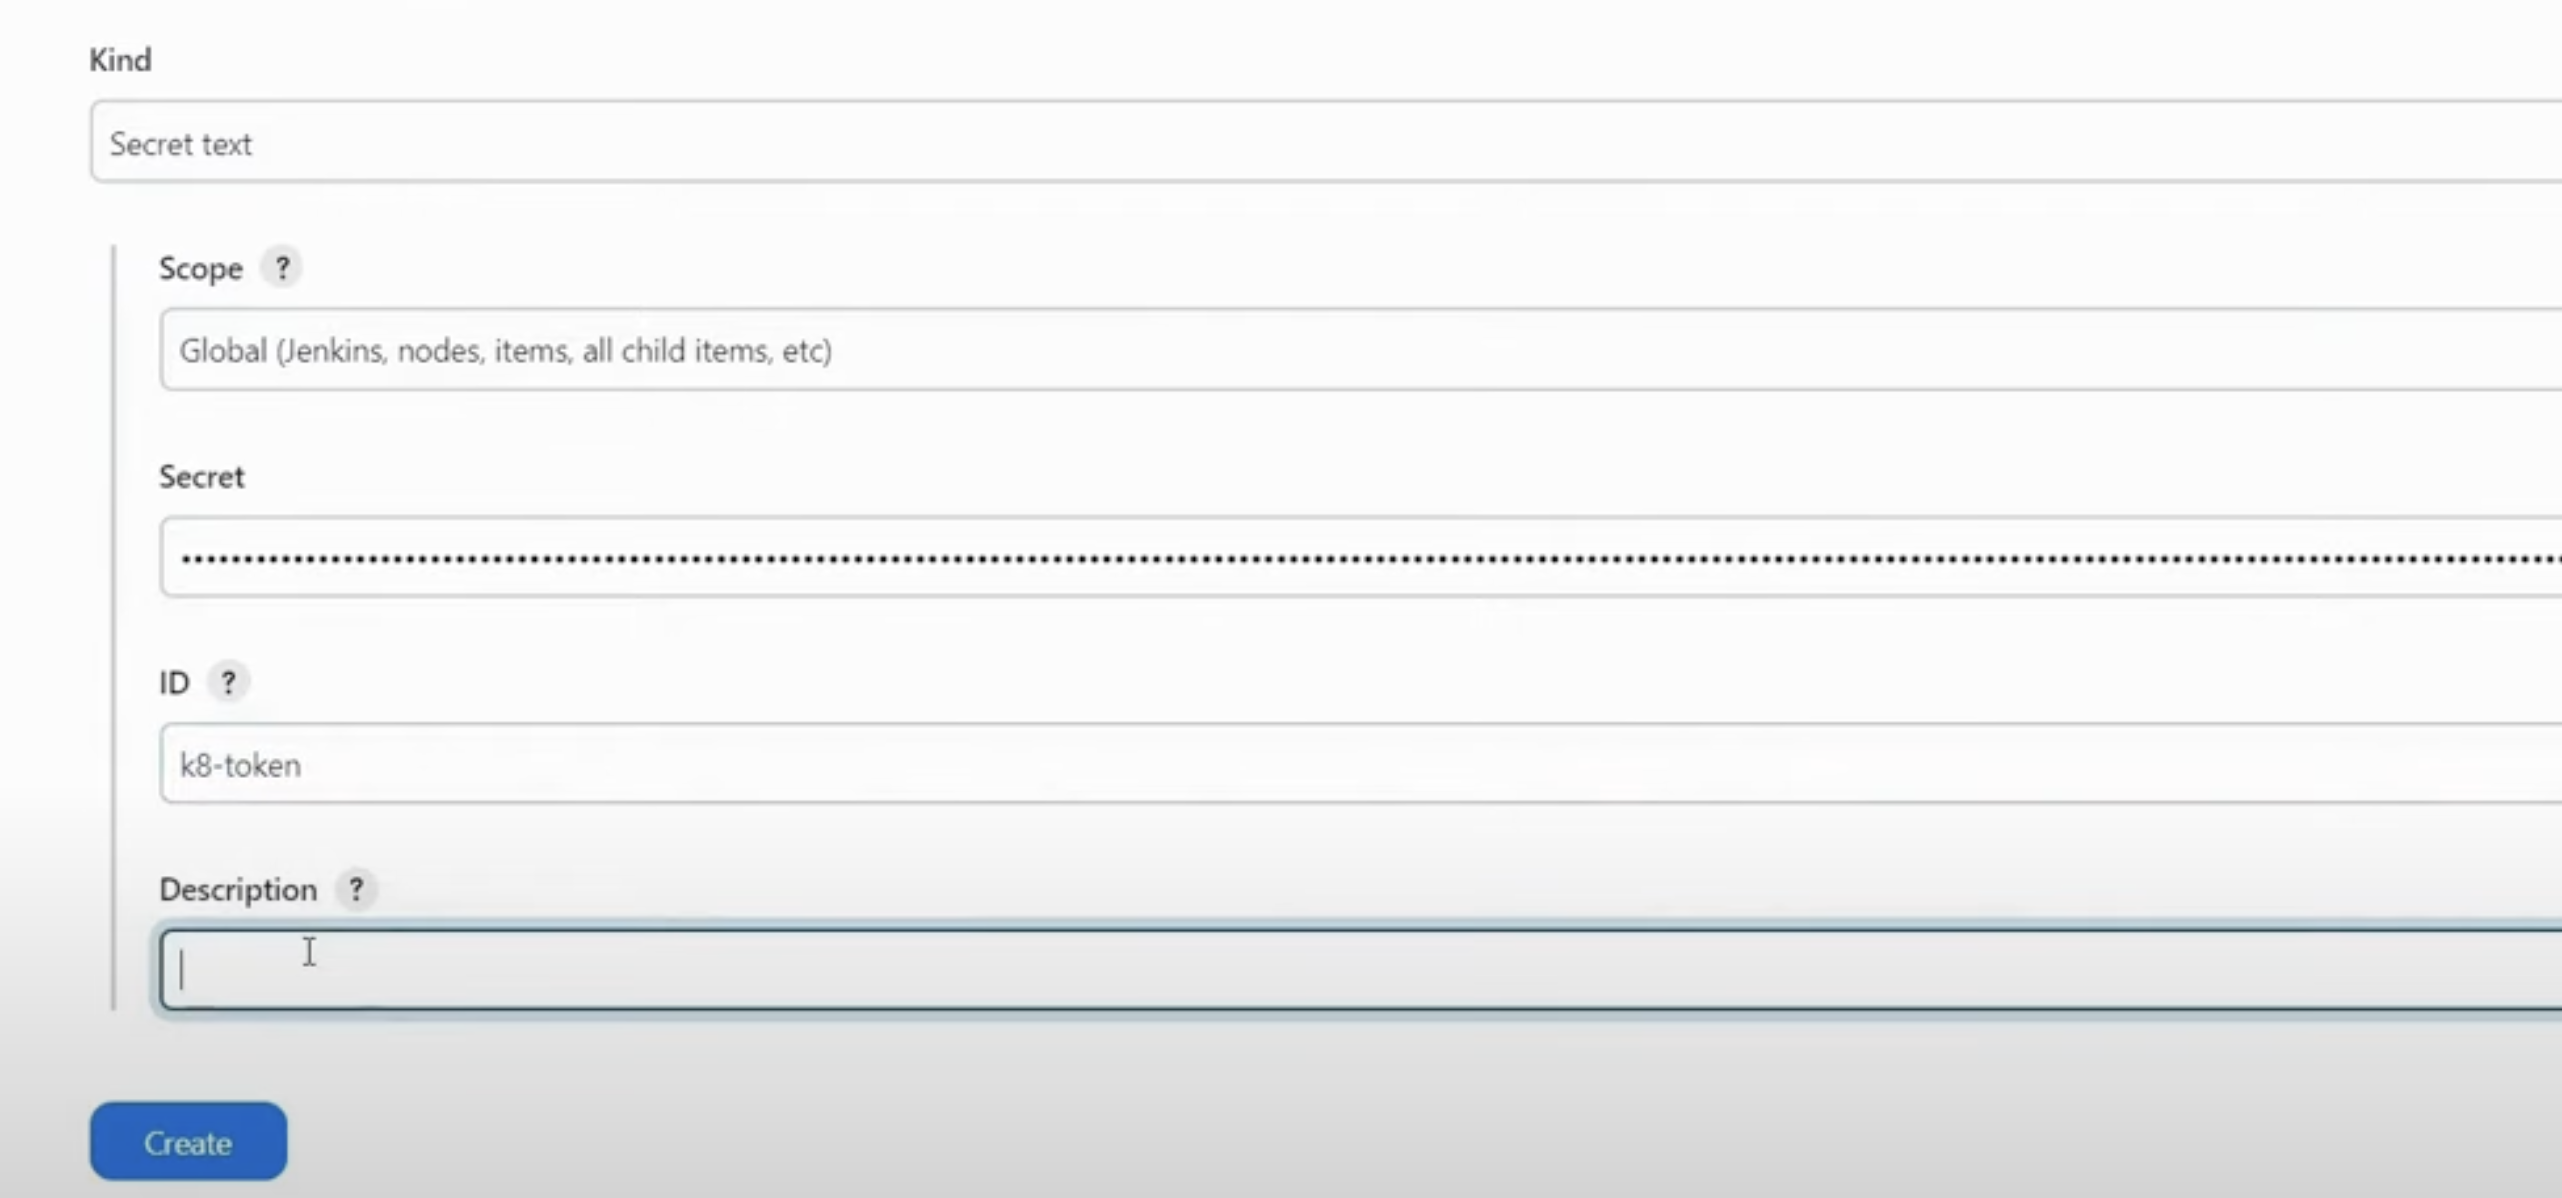 Kind
Secret text
Scope ?
Global (Jenkins, nodes, items, all child items, etc)
Secret
ID ?
k8-token
Description ?
Create